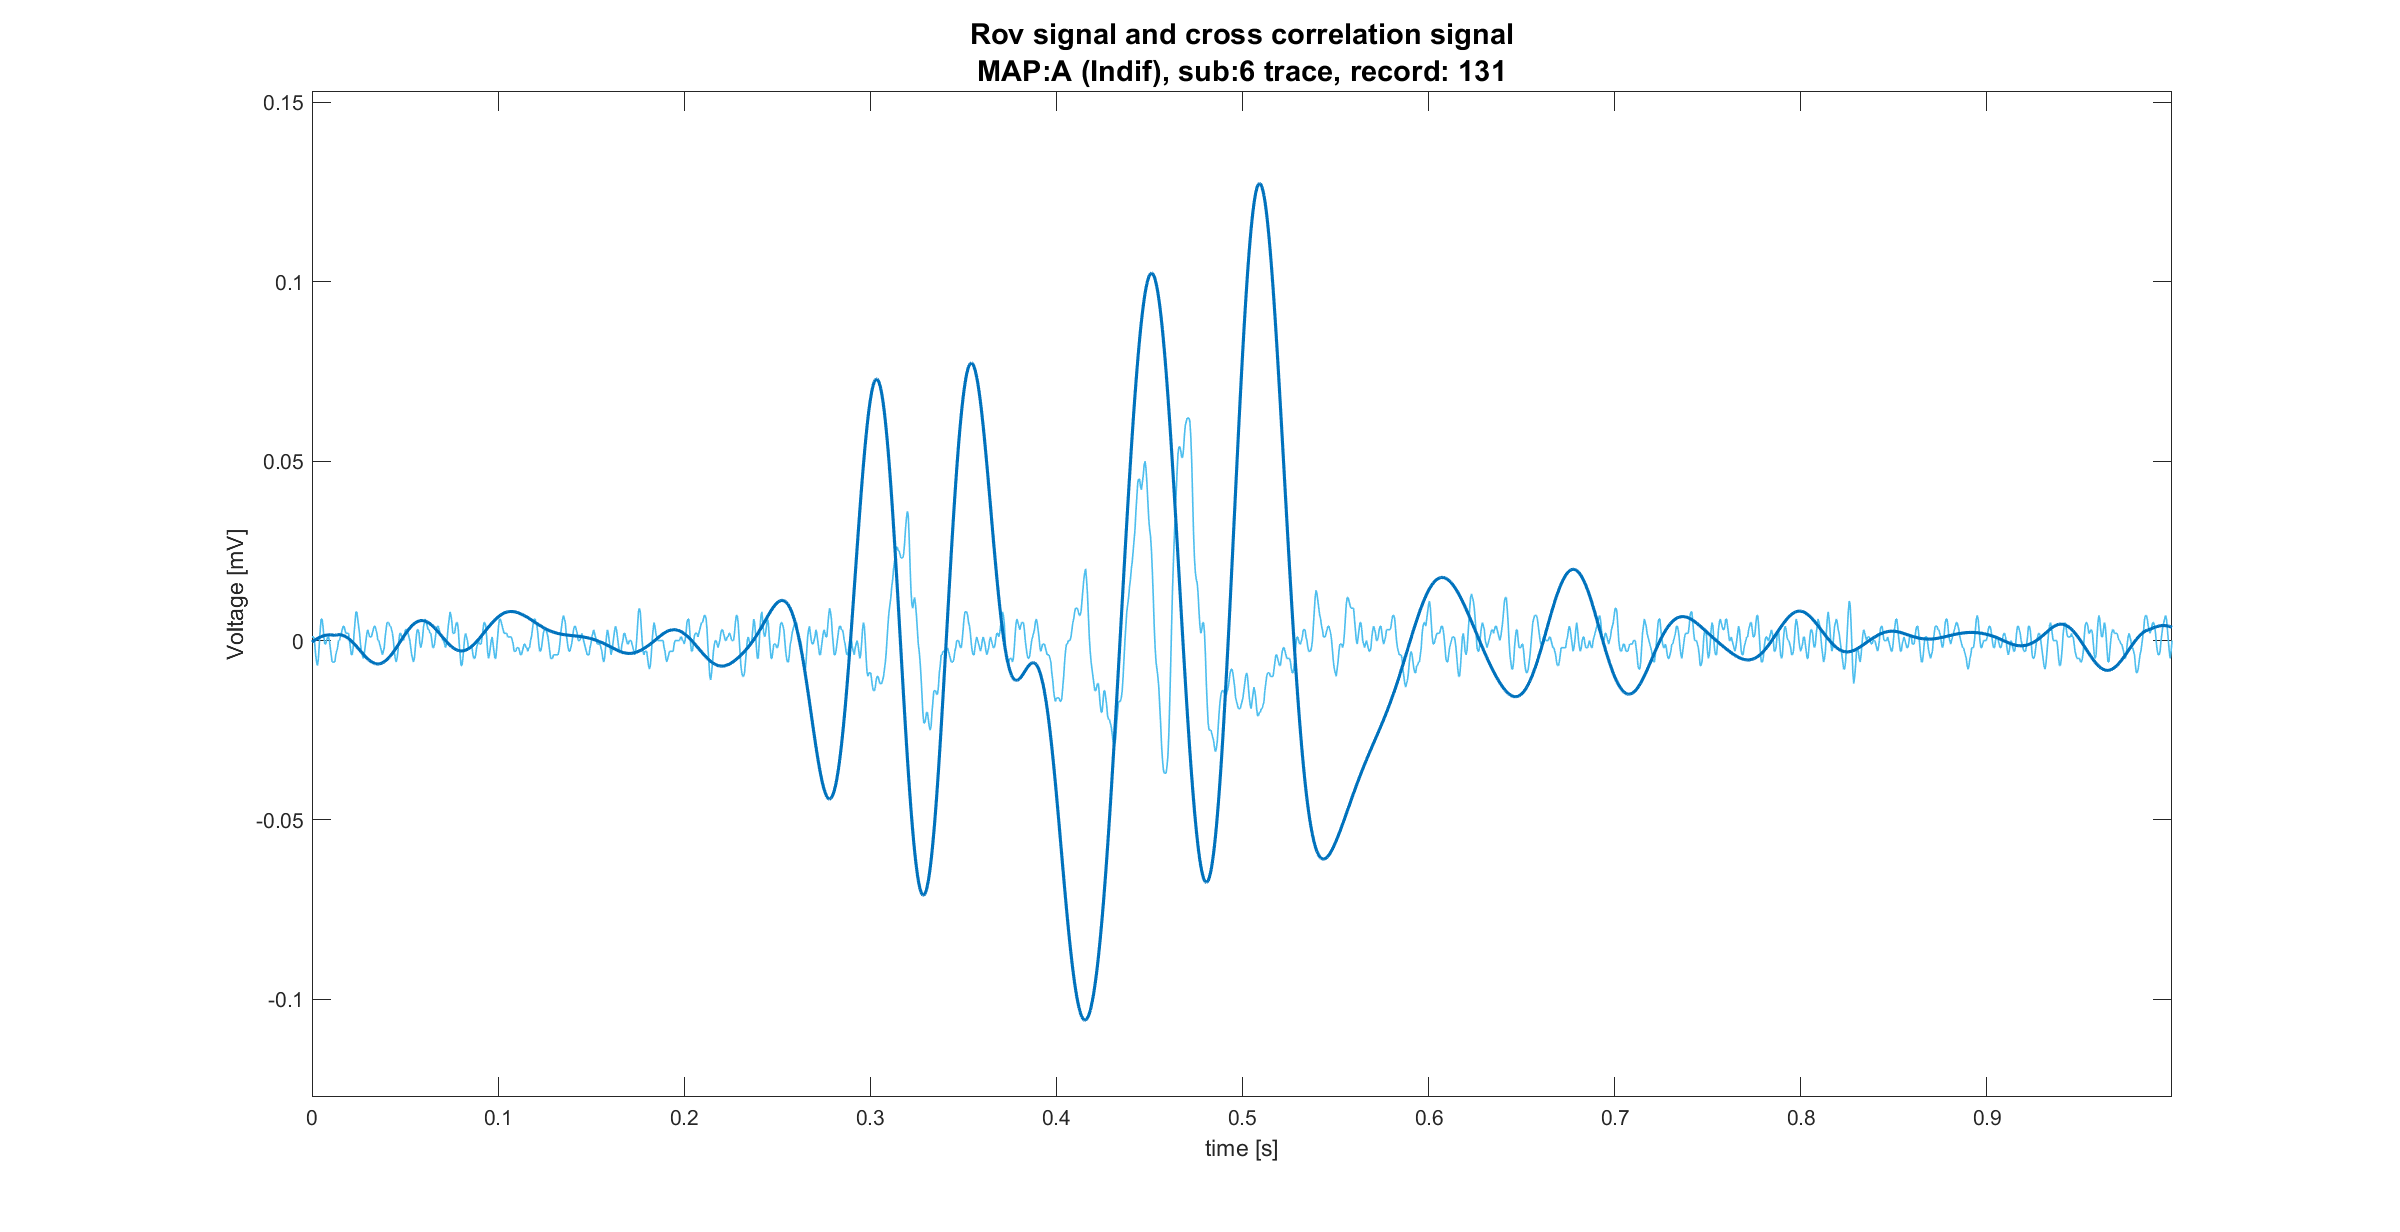 Rov signal and cross correlation signal
MAP:A (Indif), sub:6 trace, record: 131
0.15
0.1
0.05
0
-0.05
-0.1
Voltage [mV]
0 0.1 0.2 0.3 0.4 0.5 0.6 0.7 0.8 0.9
time [s]